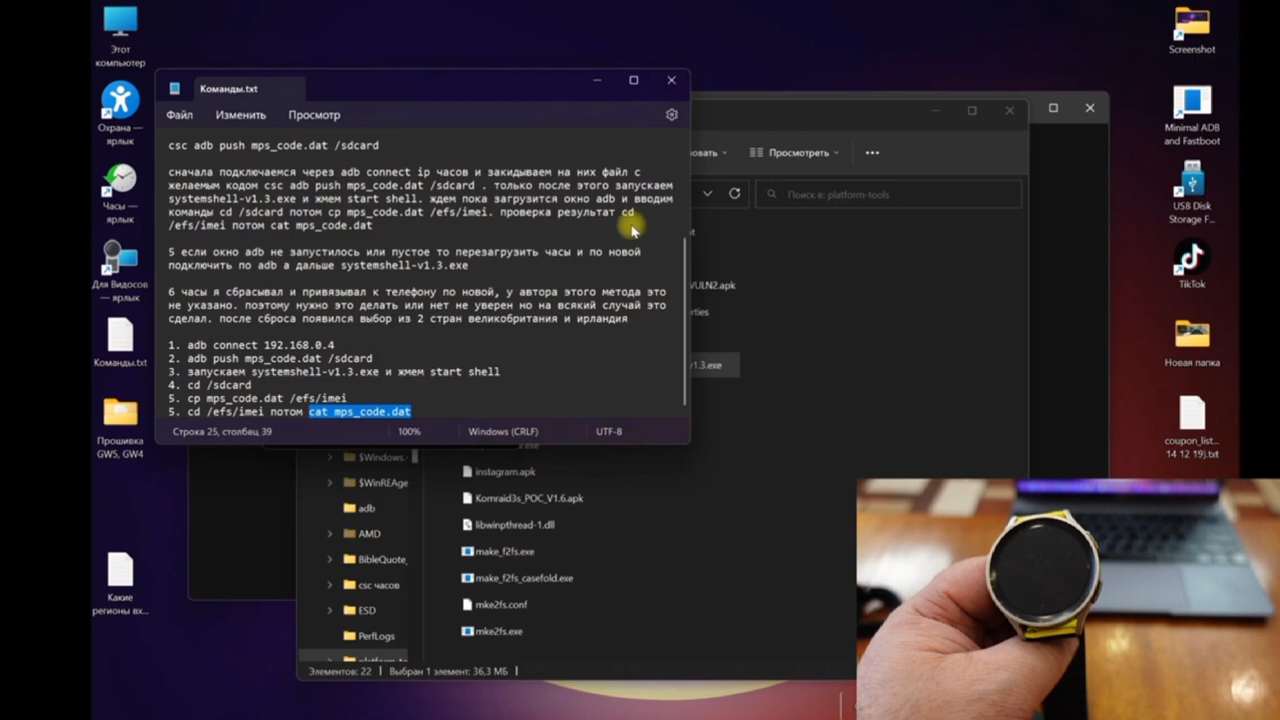 Этот
компьютер
Охрана —
ярлык
Часы —
ярлык
Для Видосов
— ярлык
Команды.txt
Прошивка
GW5, GW4
Какие
регионы вх...
Команды.txt
Файл
Изменить
Просмотр
csc adb push mps_code.dat /sdcard
сначала подключаемся через adb connect ip часов и закидываем на них файл с
желаемым кодом csc adb push mps_code.dat /sdcard . только после этого запускаем
systemshell-v1.3.exe и жмем start shell. ждем пока загрузится окно adb и вводим
команды cd /sdcard потом cp mps_code.dat /efs/imei. проверка результат cd
/efs/imei потом cat mps_code.dat
5 если окно adb не запустилось или пустое то перезагрузить часы и по новой
подключить по adb а дальше systemshell-v1.3.exe
6 часы я сбрасывал и привязывал к телефону по новой, у автора этого метода это
не указано. поэтому нужно это делать или нет не уверен но на всякий случай это
сделал. после сброса появился выбор из 2 стран великобритания и ирландия
1. adb connect 192.168.0.4
2. adb push mps_code.dat /sdcard
3. запускаем systemshell-v1.3.exe и жмем start shell
4. cd /sdcard
5. cp mps_code.dat /efs/imei
5. cd /efs/imei потом cat mps_code.dat
Строка 25, столбец 39
100%
Windows (CRLF)
UTF-8
овать
Просмотреть
•••
Поиск в: platform-tools
VULN2.apk
erties
v1.3.exe
$Windows.
$WinREAge
adb
AMD
BibleQuote_
csc часов
ESD
PerfLogs
instagram.apk
Komraid3s_POC_V1.6.apk
libwinpthread-1.dll
make_f2fs.exe
make_f2fs_casefold.exe
mke2fs.conf
mke2fs.exe
Элементов: 22
Выбран 1 элемент: 36,3 МБ
Screenshot
Minimal ADB
and Fastboot
USB Disk
Storage F...
TikTok
Новая папка
coupon_list...
14 12 19).txt